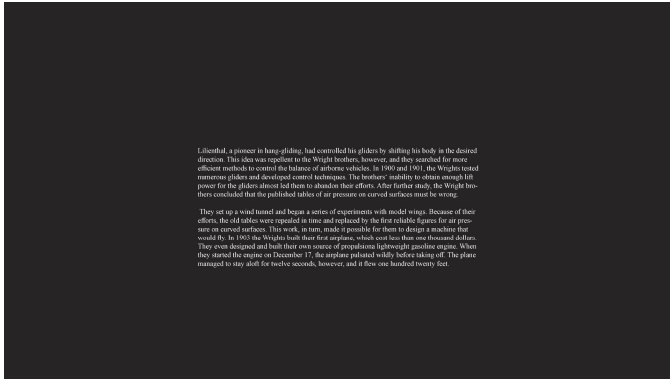 Lilienthal, a pioneer in hang-gliding, had controlled his gliders by shifting his body in the desired
direction. This idea was repellent to the Wright brothers, however, and they searched for more
efficient methods to control the balance of airborne vehicles. In 1900 and 1901, the Wrights tested
numerous gliders and developed control techniques. The brothers' inability to obtain enough lift
power for the gliders almost led them to abandon their efforts. After further study, the Wright bro-
thers concluded that the published tables of air pressure on curved surfaces must be wrong.
They set up a wind tunnel and began a series of experiments with model wings. Because of their
efforts, the old tables were repealed in time and replaced by the first reliable figures for air pres-
sure on curved surfaces. This work, in turn, made it possible for them to design a machine that
would fly. In 1903 the Wrights built their first airplane, which cost less than one thousand dollars.
They even designed and built their own source of propulsiona lightweight gasoline engine. When
they started the engine on December 17, the airplane pulsated wildly before taking off. The plane
managed to stay aloft for twelve seconds, however, and it flew one hundred twenty feet.